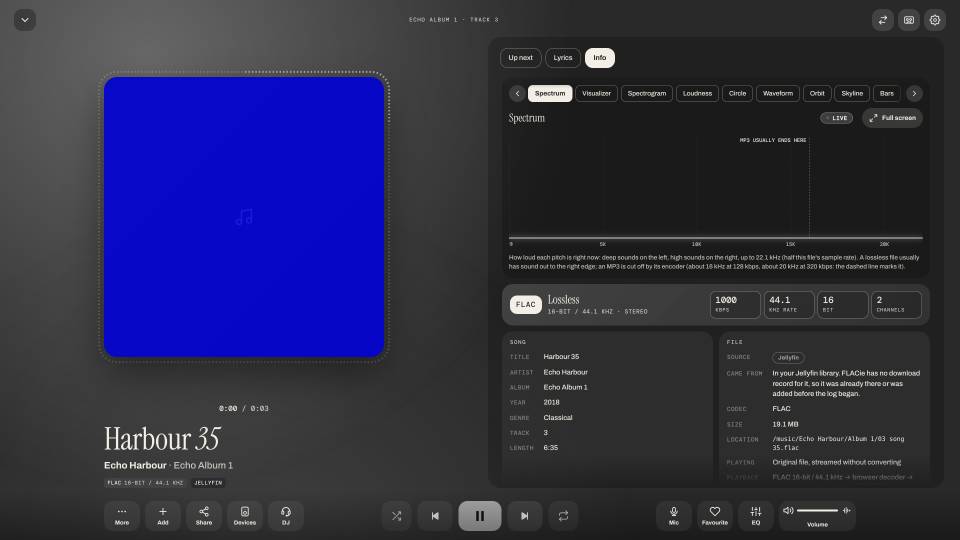 ECHO ALBUM 1 · TRACK 3
Up next
Lyrics
Info
Spectrum
Visualizer
Spectrogram
Loudness
Circle
Waveform
Orbit
Skyline
Bars
Spectrum
LIVE
Full screen
MP3 USUALLY ENDS HERE
0
5K
10K
15K
20K
How loud each pitch is right now: deep sounds on the left, high sounds on the right, up to 22.1 kHz (half this file's sample rate). A lossless file usually
has sound out to the right edge; an MP3 is cut off by its encoder (about 16 kHz at 128 kbps, about 20 kHz at 320 kbps: the dashed line marks it).
FLAC
Lossless
16-BIT / 44.1 KHZ · STEREO
1000
KBPS
44.1
KHZ RATE
16
BIT
2
CHANNELS
SONG
TITLE Harbour 35
ARTIST Echo Harbour
ALBUM Echo Album 1
YEAR 2018
GENRE Classical
TRACK 3
LENGTH 6:35
FILE
SOURCE Jellyfin
CAME FROM In your Jellyfin library. FLACie has no download
record for it, so it was already there or was
added before the log began.
CODEC FLAC
SIZE 19.1 MB
LOCATION /music/Echo Harbour/Album 1/03 song
35.flac
PLAYING Original file, streamed without converting
PLAYBACK FLAC 16-bit / 44.1 kHz → browser decoder →
0:00 / 0:03
Harbour 35
Echo Harbour · Echo Album 1
FLAC 16-BIT / 44.1 KHZ
JELLYFIN
More
Add
Share
Devices
DJ
Mic
Favourite
EQ
Volume